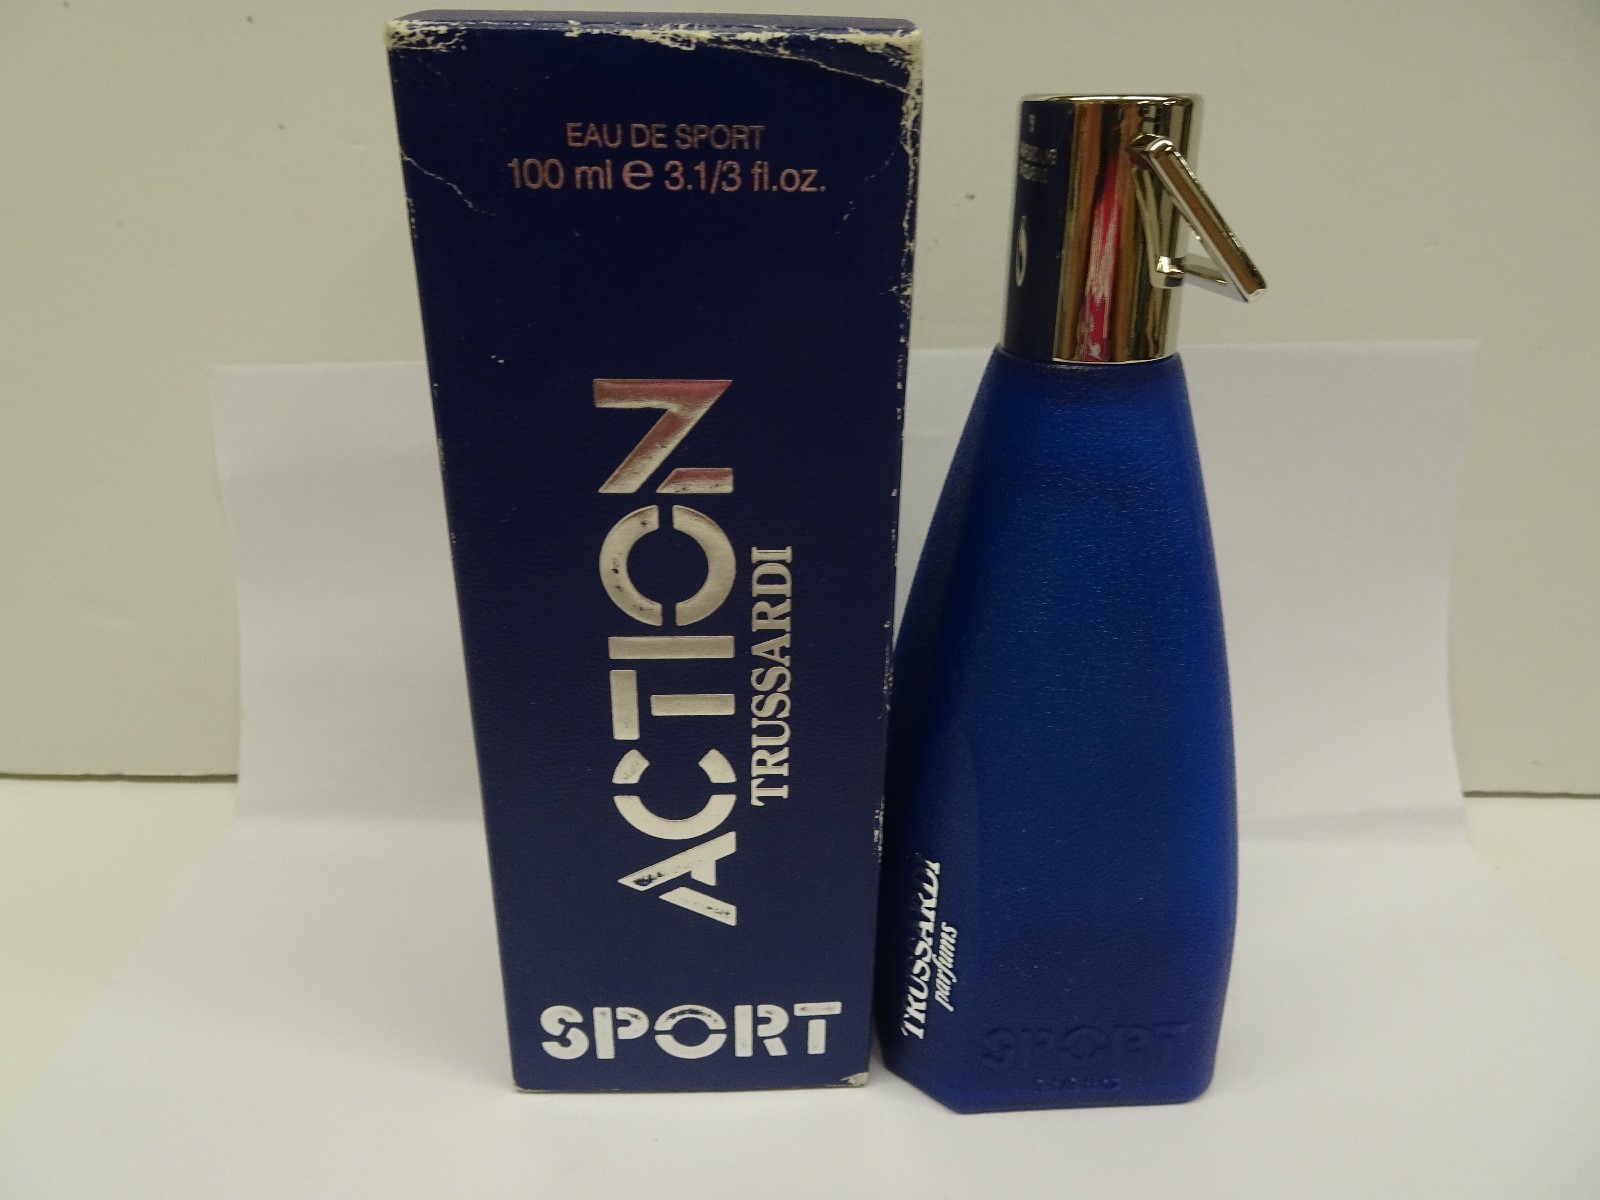 EAU DE SPORT
100 ml e 3.1/3 fl.oz.
ACTION
TRUSSARDI
SPORT
TRUSSARDI
parfums
SPORT